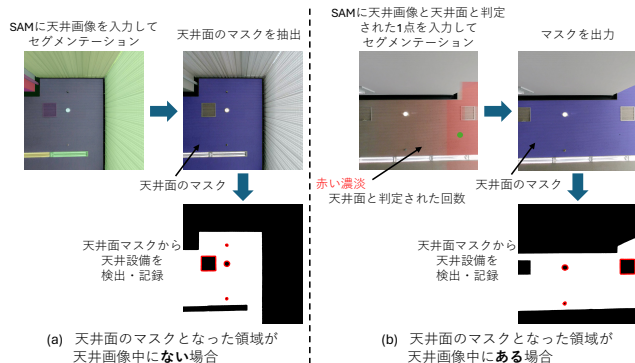 SAMに天井画像を入力して
セグメンテーション
天井面のマスクを抽出
天井面のマスク
天井面マスクから
天井設備を
検出・記録
(a) 天井面のマスクとなった領域が
天井画像中にない場合
SAMに天井画像と天井面と判定
された1点を入力して
セグメンテーション
マスクを出力
赤い濃淡
天井面と判定された回数
天井面のマスク
天井面マスクから
天井設備を
検出・記録
(b) 天井面のマスクとなった領域が
天井画像中にある場合